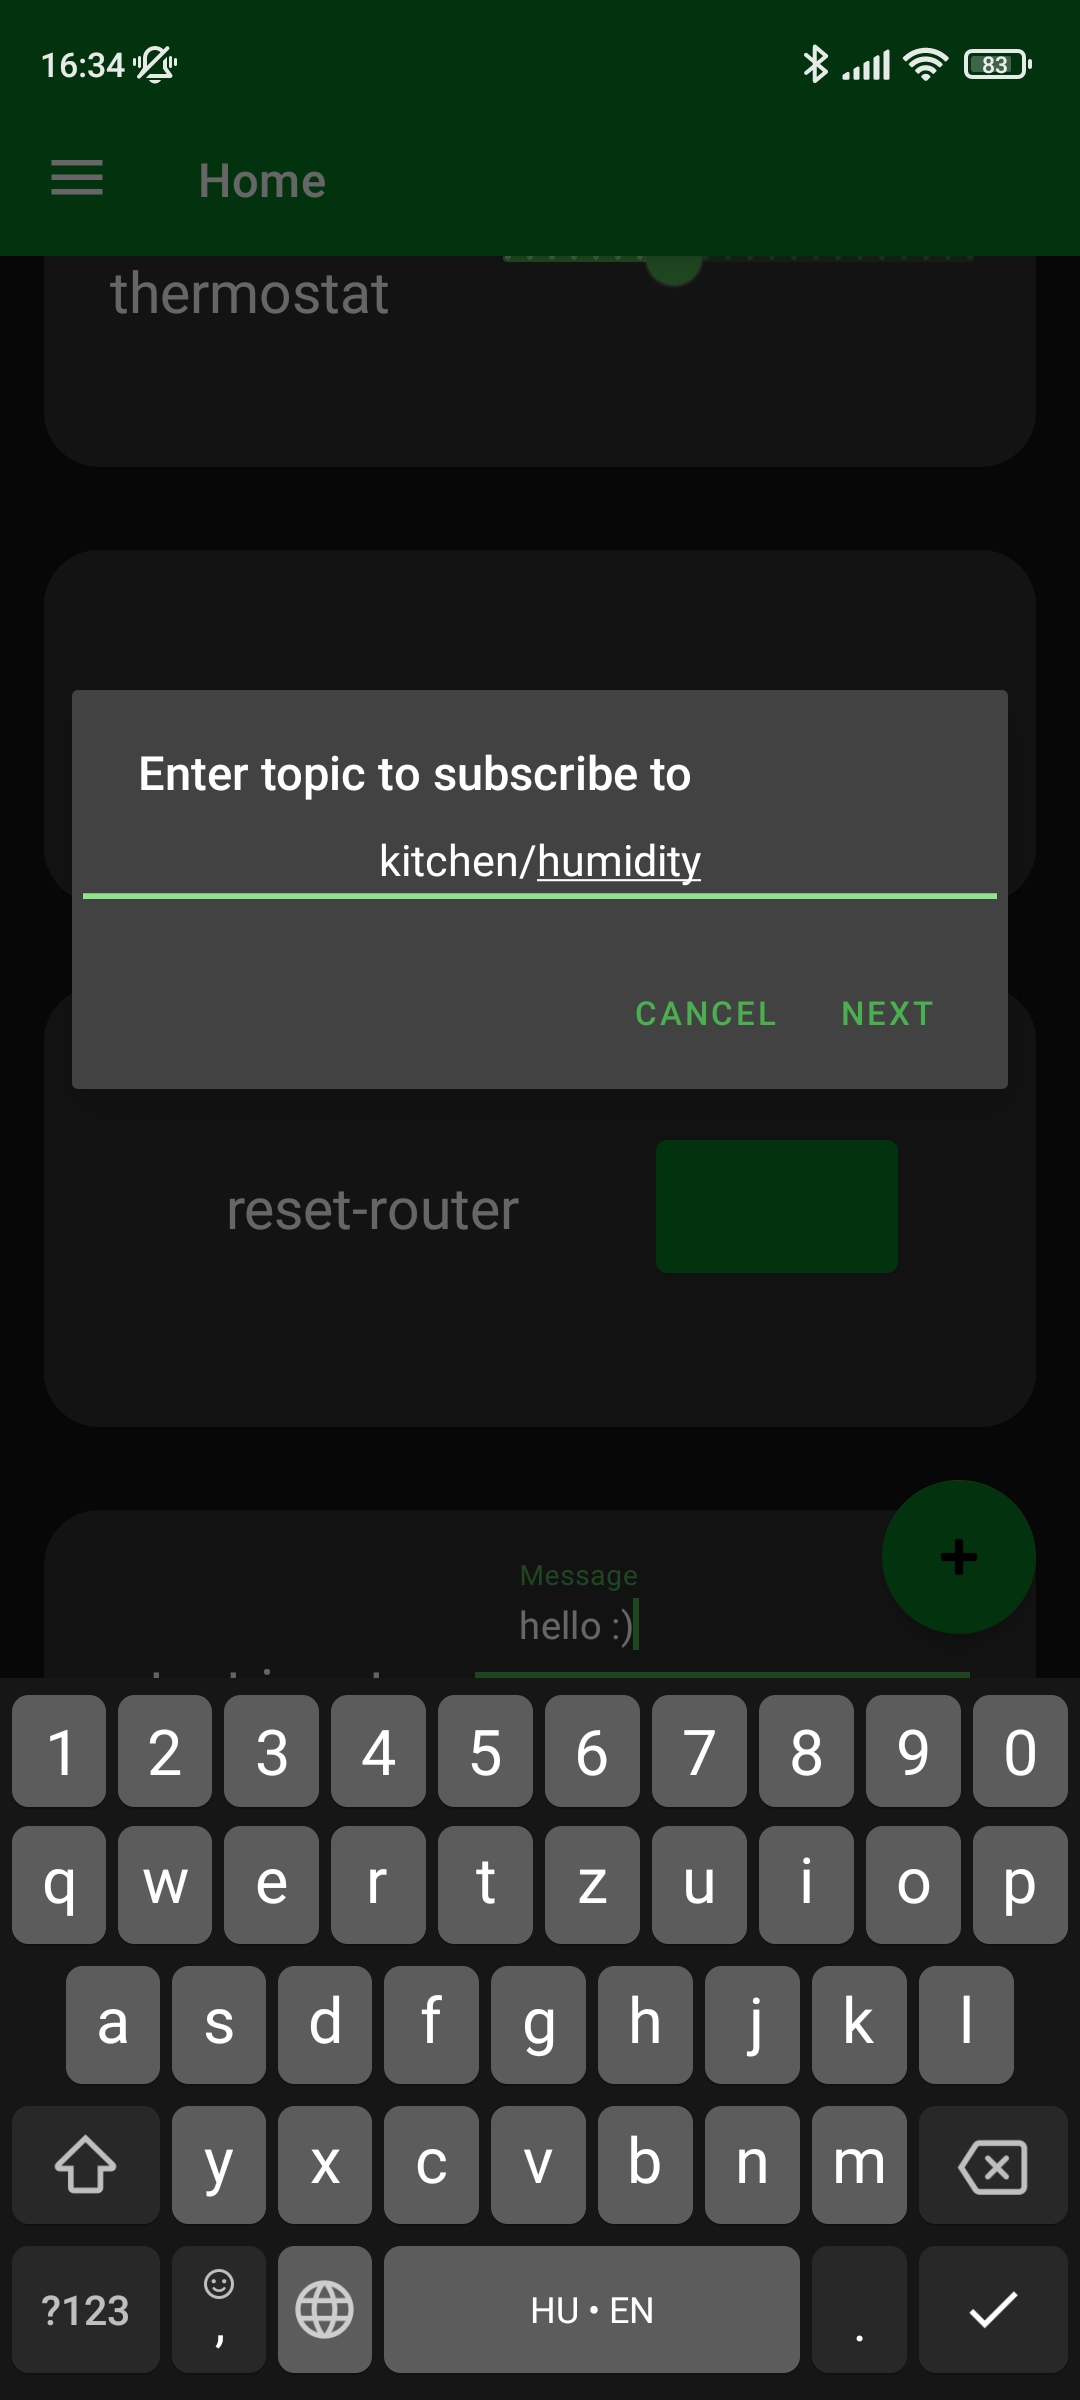 16:34
83
Home
thermostat
Enter topic to subscribe to
kitchen/humidity
CANCEL NEXT
reset-router
Message
hello :)
1 2 3 4 5 6 7 8 9 0
q w e r t z u i o p
a s d f g h j k l
y x c v b n m
?123 , HU • EN .